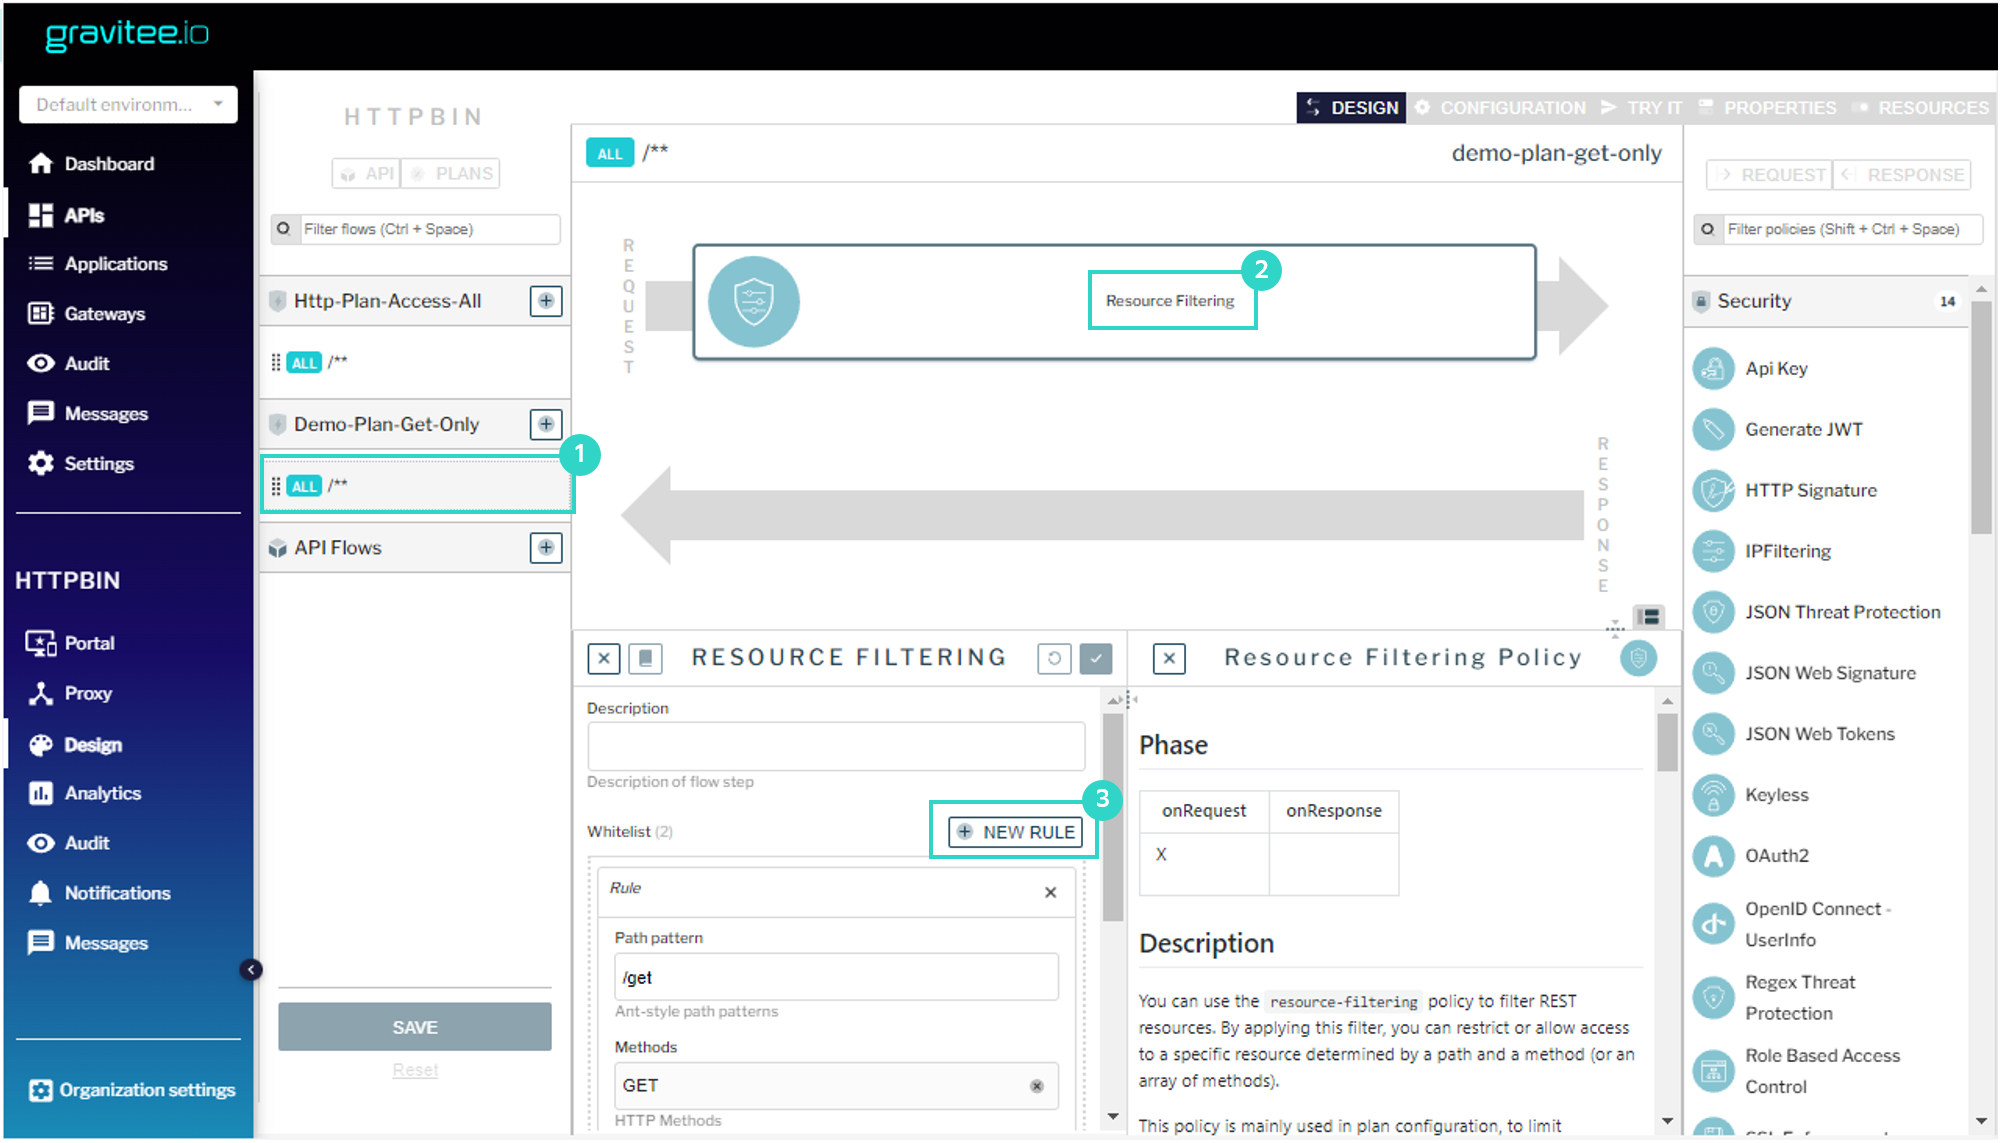 gravitee.io
Default environm...
Dashboard
APIs
Applications
Gateways
Audit
Messages
Settings
HTTPBIN
Portal
Proxy
Design
Analytics
Audit
Notifications
Messages
Organization settings
HTTPBIN
API
PLANS
Filter flows (Ctrl + Space)
Http-Plan-Access-All
ALL /**
Demo-Plan-Get-Only
1
ALL /**
API Flows
SAVE
Reset
DESIGN
CONFIGURATION
TRY IT
PROPERTIES
RESOURCES
ALL /**
demo-plan-get-only
REQUEST
Resource Filtering
2
RESPONSE
RESOURCE FILTERING
Description
Description of flow step
Whitelist (2)
NEW RULE
3
Rule
Path pattern
/get
Ant-style path patterns
Methods
GET
HTTP Methods
Resource Filtering Policy
Phase
onRequest onResponse
X
Description
You can use the resource-filtering policy to filter REST
resources. By applying this filter, you can restrict or allow access
to a specific resource determined by a path and a method (or an
array of methods).
This policy is mainly used in plan configuration, to limit
REQUEST
RESPONSE
Filter policies (Shift + Ctrl + Space)
Security 14
Api Key
Generate JWT
HTTP Signature
IPFiltering
JSON Threat Protection
JSON Web Signature
JSON Web Tokens
Keyless
OAuth2
OpenID Connect -
UserInfo
Regex Threat
Protection
Role Based Access
Control